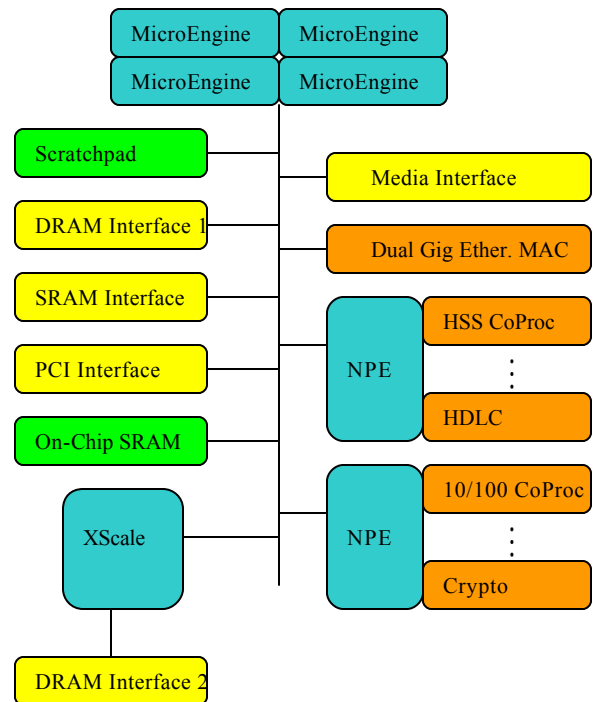 MicroEngine
MicroEngine
MicroEngine
MicroEngine
Scratchpad
Media Interface
DRAM Interface 1
Dual Gig Ether. MAC
SRAM Interface
HSS CoProc
PCI Interface
NPE
HDLC
On-Chip SRAM
10/100 CoProc
XScale
NPE
Crypto
DRAM Interface 2